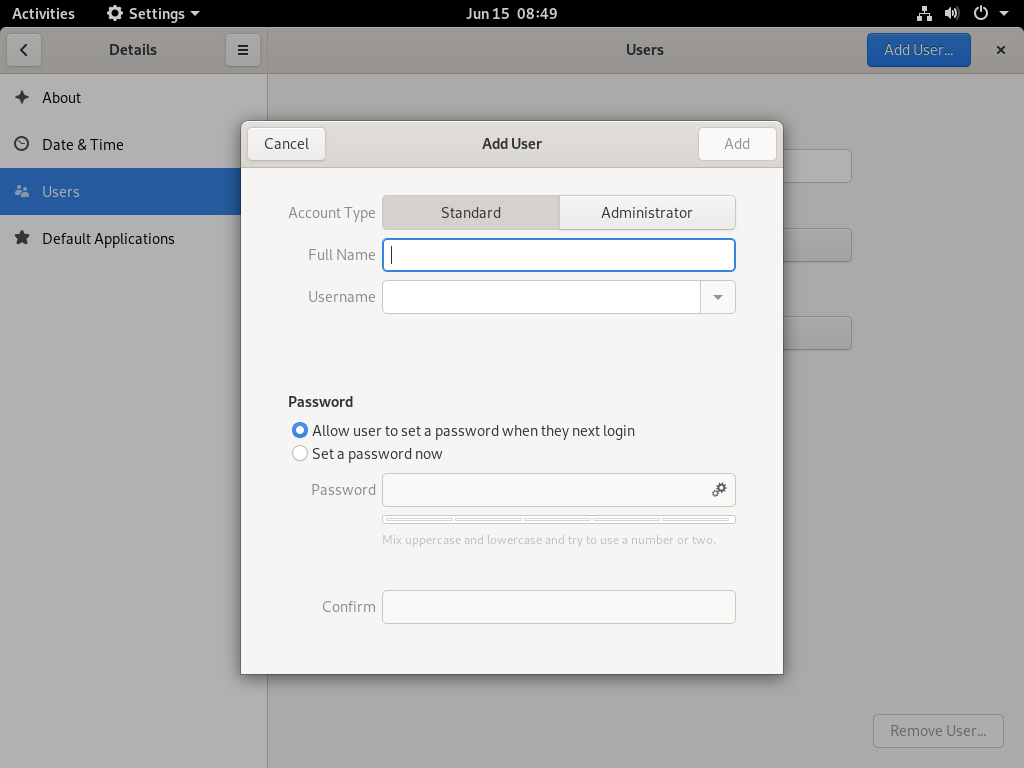 Activities Settings Jun 15 08:49
Details Users Add User...
About
Date & Time
Users
Default Applications
Cancel Add User Add
Account Type Standard Administrator
Full Name
Username
Password
Allow user to set a password when they next login
Set a password now
Password
Mix uppercase and lowercase and try to use a number or two.
Confirm
Remove User...